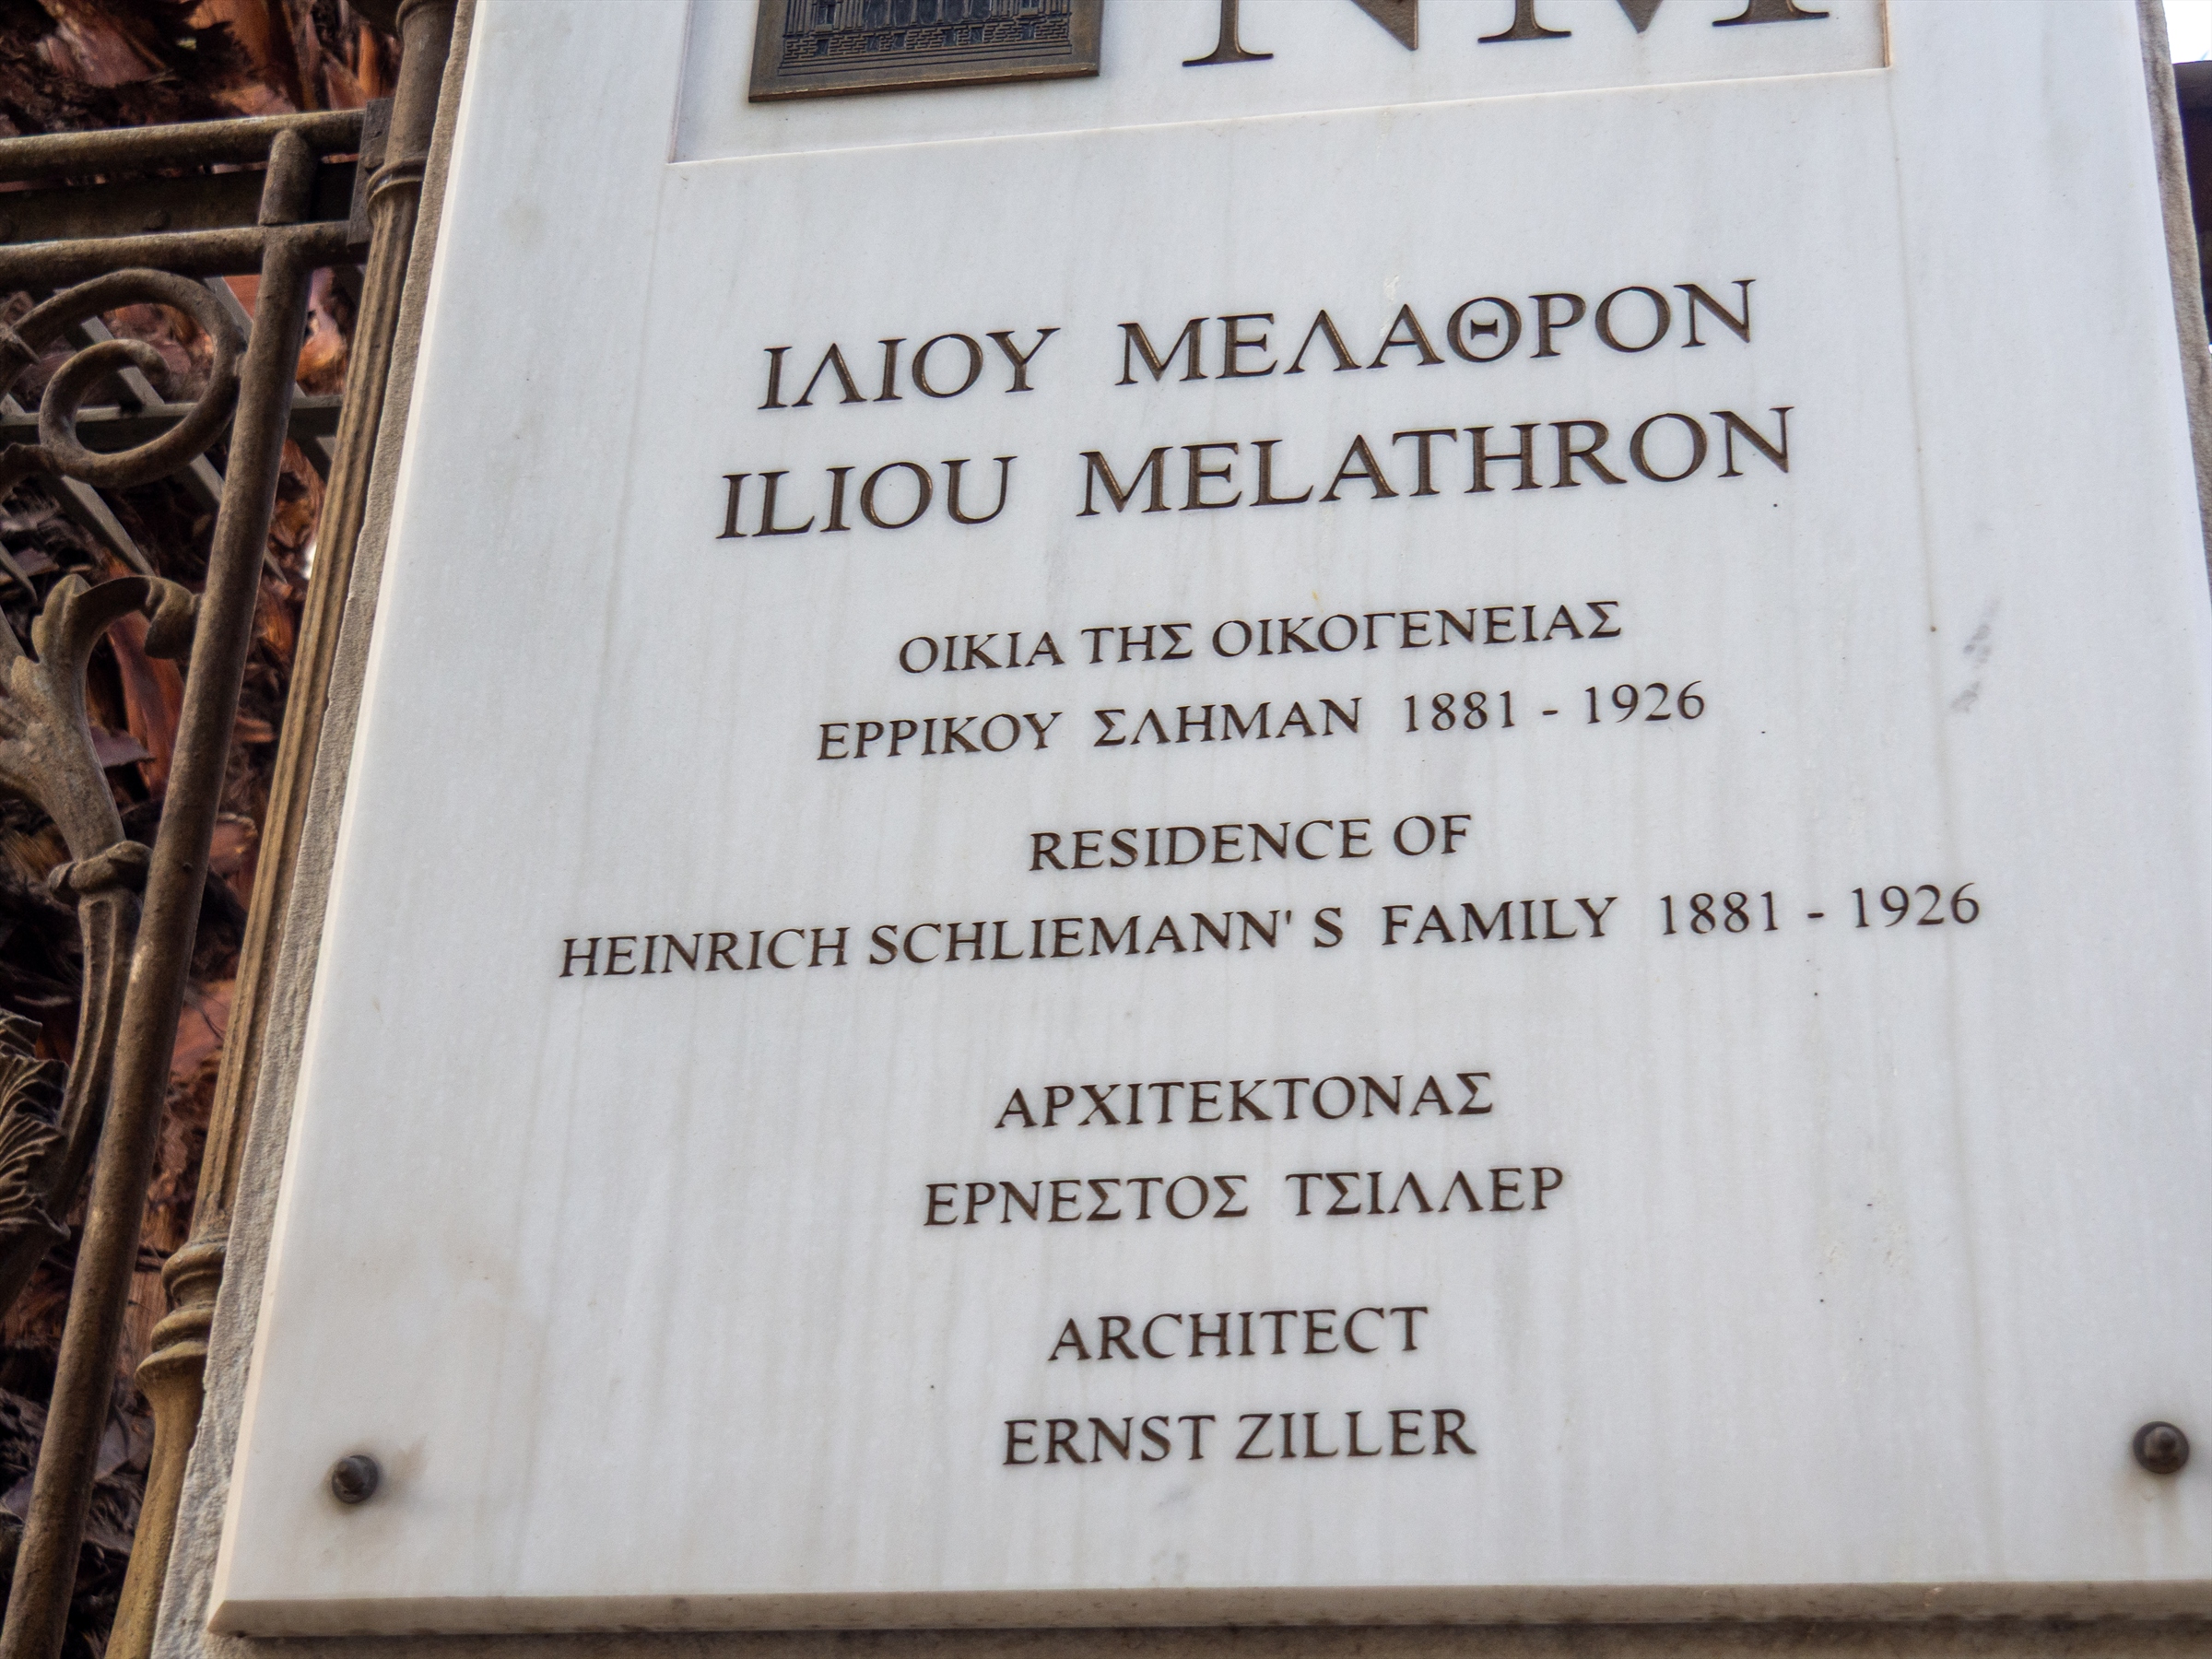 NM
ΙΛΙΟΥ ΜΕΛΑΘΡΟΝ
ILIOU MELATHRON
ΟΙΚΙΑ ΤΗΣ ΟΙΚΟΓΕΝΕΙΑΣ
ΕΡΡΙΚΟΥ ΣΛΗΜΑΝ 1881 - 1926
RESIDENCE OF
HEINRICH SCHLIEMANN' S FAMILY 1881 - 1926
ΑΡΧΙΤΕΚΤΟΝΑΣ
ΕΡΝΕΣΤΟΣ ΤΣΙΛΛΕΡ
ARCHITECT
ERNST ZILLER